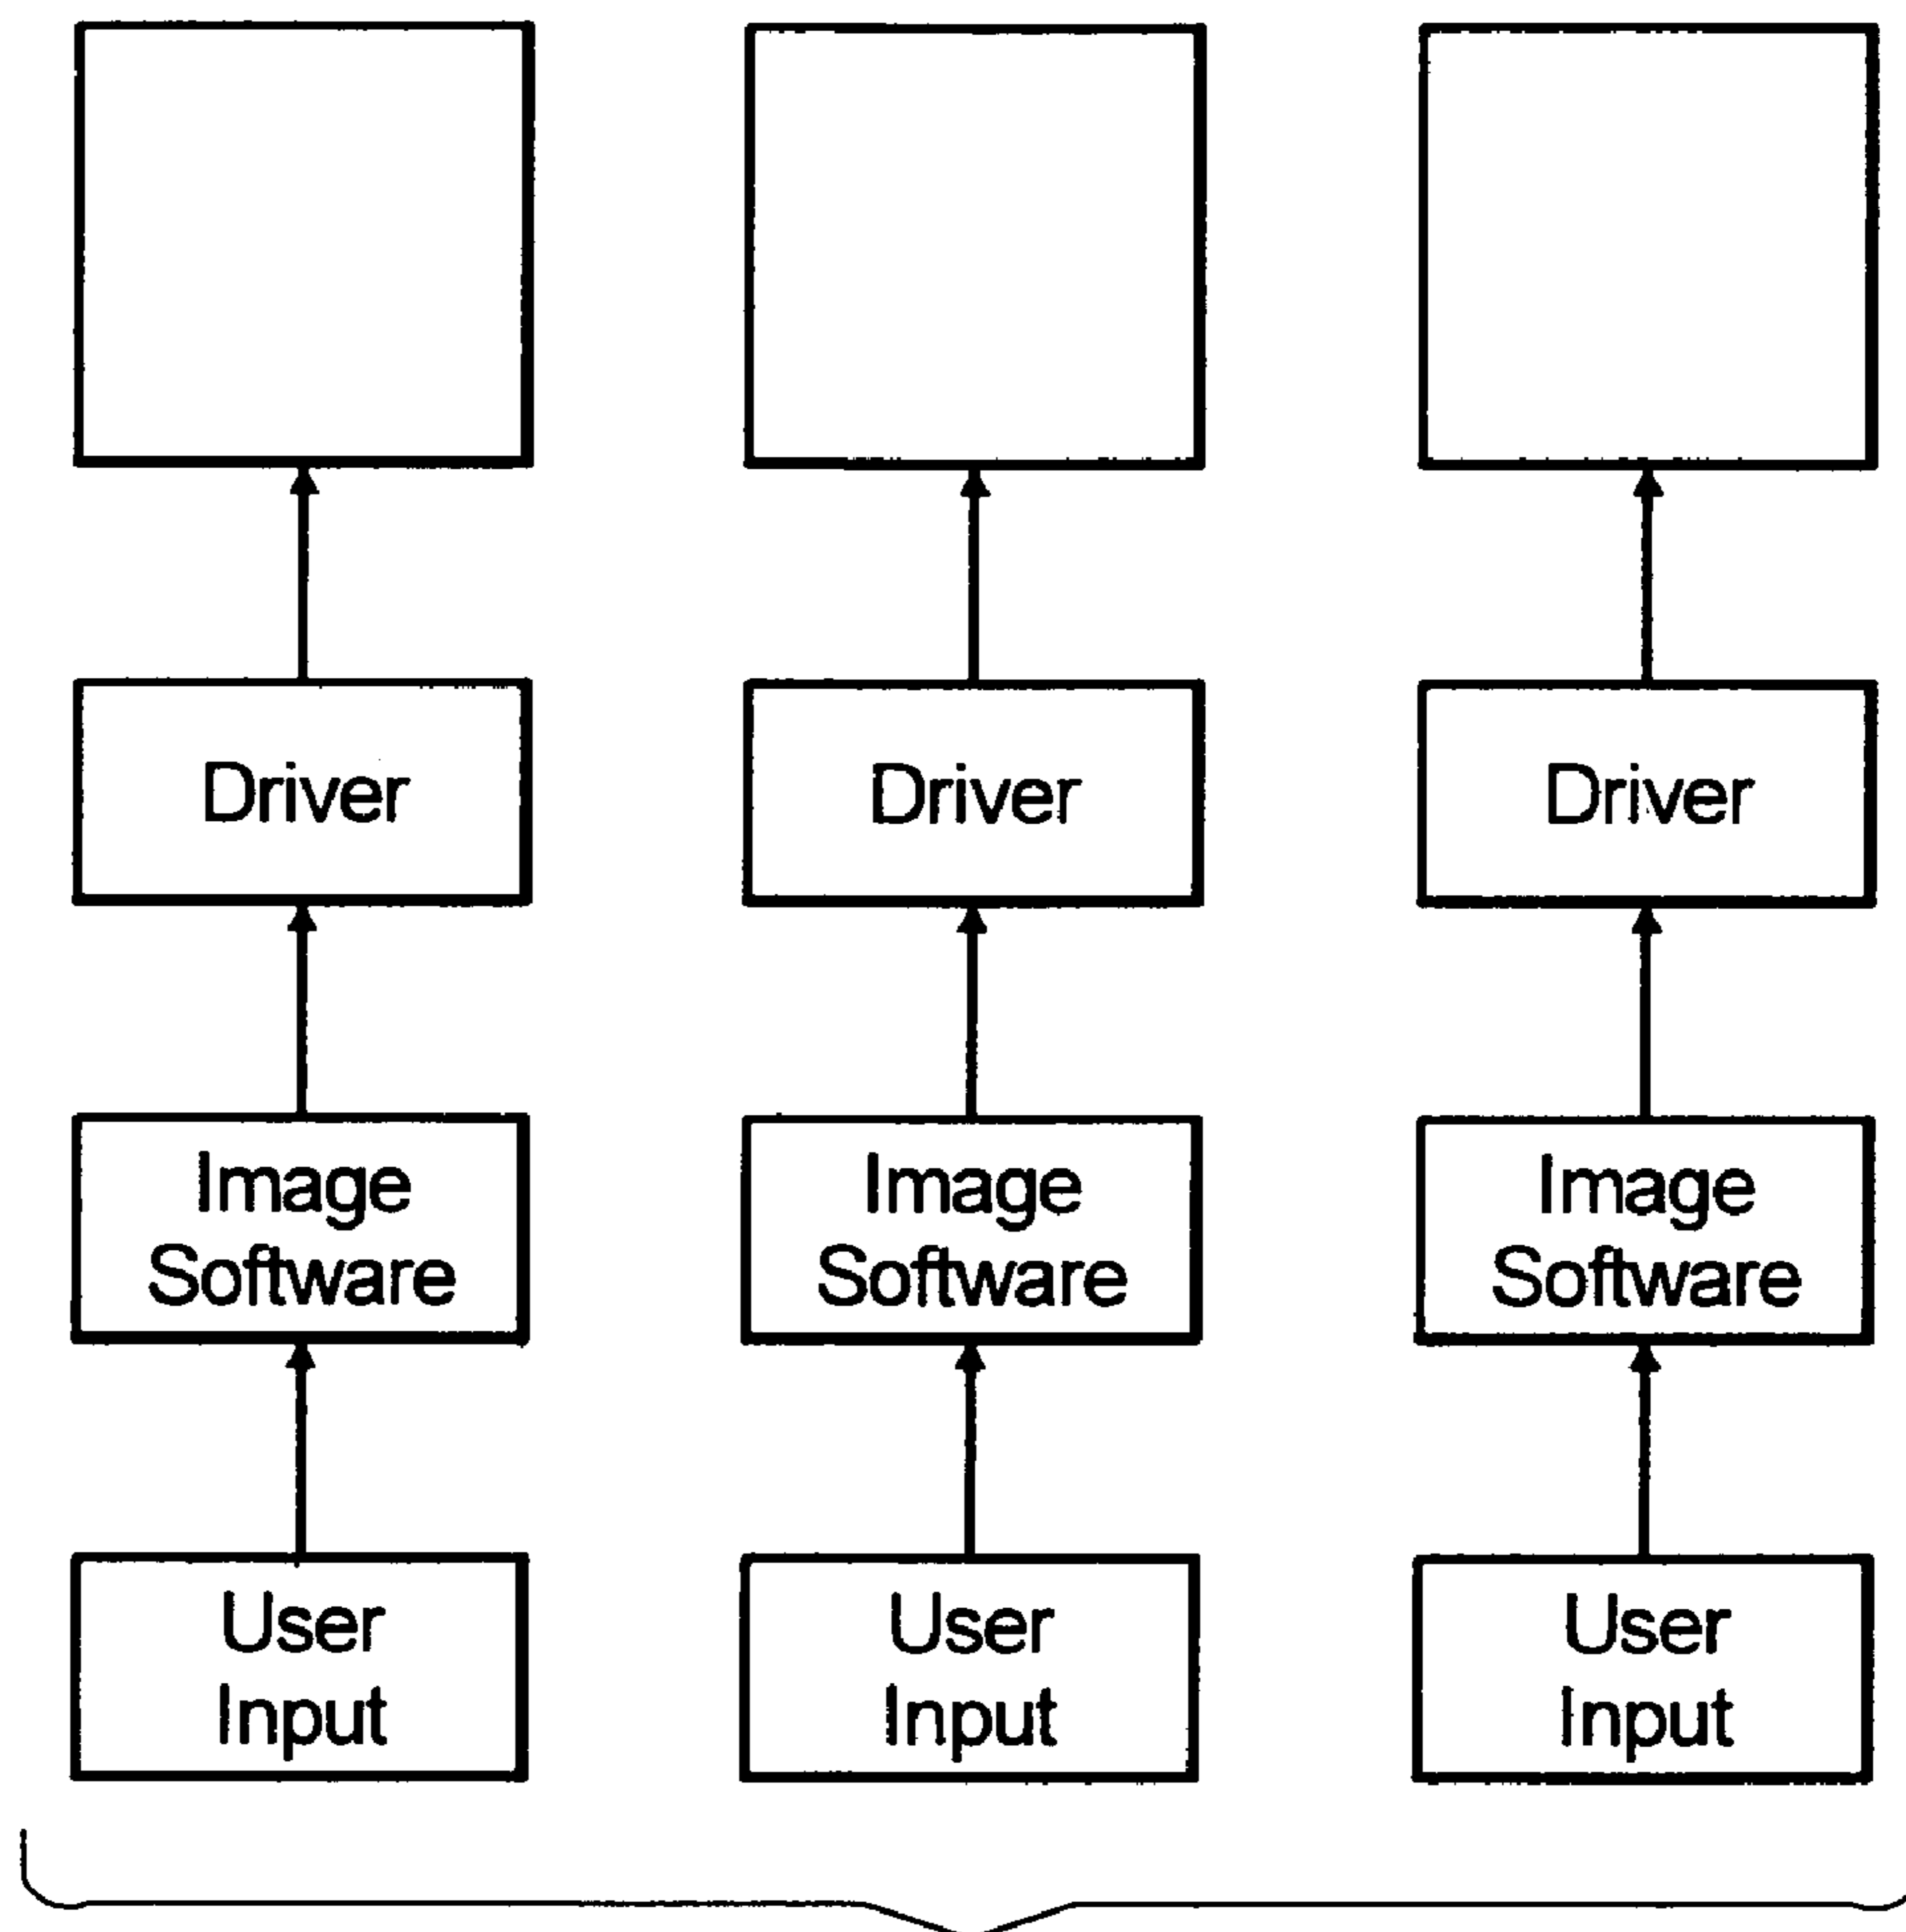 Driver
Driver
Driver
Image
Software
Image
Software
Image
Software
User
Input
User
Input
User
Input